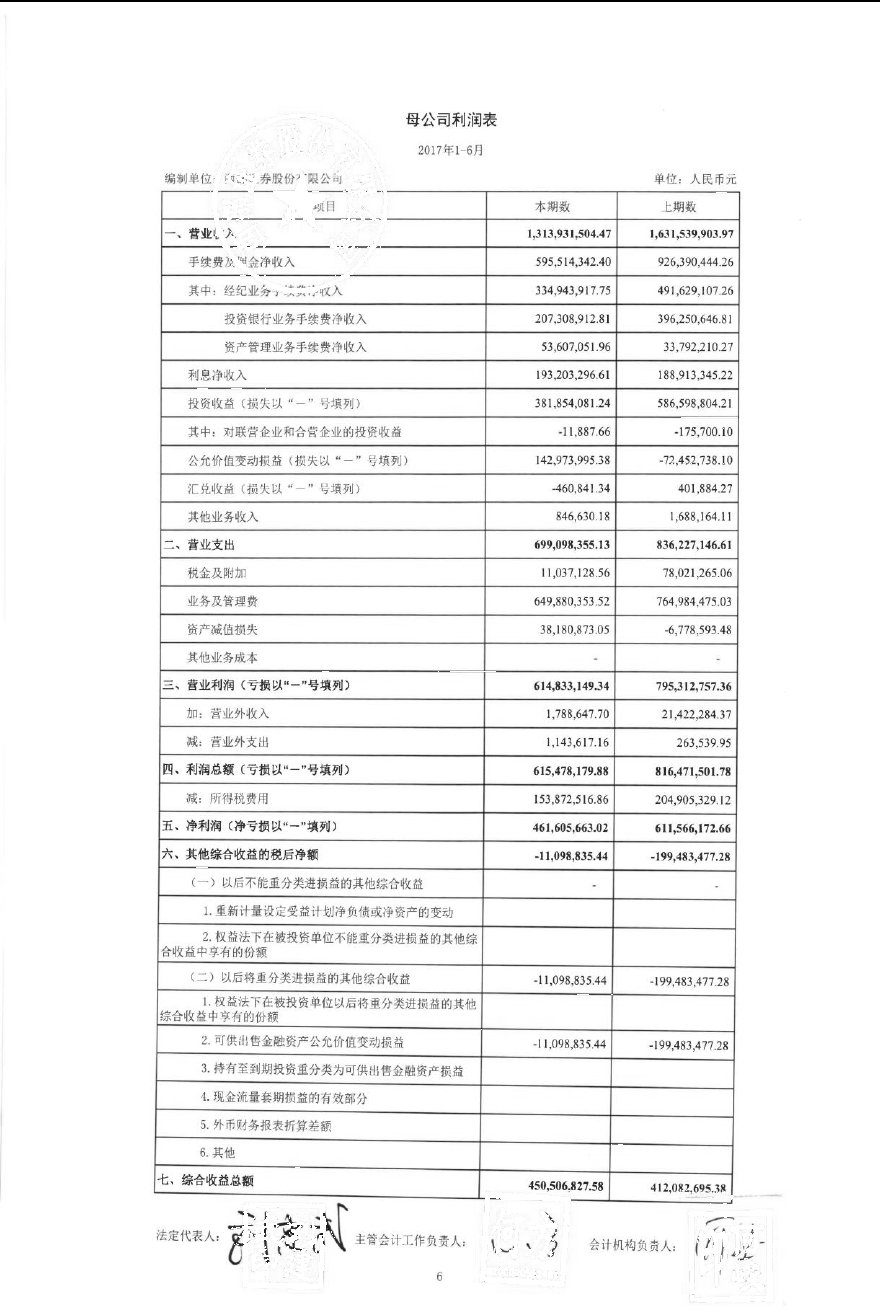 母公司利润表
2017年1-6月
编制单位 券股份 限公司 单位：人民币元
项目 本期数 上期数
一、营业收入 1,313,931,504.47 1,631,539,903.97
手续费及佣金净收入 595,514,342.40 926,390,444.26
其中：经纪业务手续费净收入 334,943,917.75 491,629,107.26
投资银行业务手续费净收入 207,308,912.81 396,250,646.81
资产管理业务手续费净收入 53,607,051.96 33,792,210.27
利息净收入 193,203,296.61 188,913,345.22
投资收益（损失以“－”号填列） 381,854,081.24 586,598,804.21
其中：对联营企业和合营企业的投资收益 -11,887.66 -175,700.10
公允价值变动损益（损失以“－”号填列） 142,973,995.38 -72,452,738.10
汇兑收益（损失以“－”号填列） -460,841.34 401,884.27
其他业务收入 846,630.18 1,688,164.11
二、营业支出 699,098,355.13 836,227,146.61
税金及附加 11,037,128.56 78,021,265.06
业务及管理费 649,880,353.52 764,984,475.03
资产减值损失 38,180,873.05 -6,778,593.48
其他业务成本 - -
三、营业利润（亏损以“－”号填列） 614,833,149.34 795,312,757.36
加：营业外收入 1,788,647.70 21,422,284.37
减：营业外支出 1,143,617.16 263,539.95
四、利润总额（亏损以“－”号填列） 615,478,179.88 816,471,501.78
减：所得税费用 153,872,516.86 204,905,329.12
五、净利润（净亏损以“－”填列） 461,605,663.02 611,566,172.66
六、其他综合收益的税后净额 -11,098,835.44 -199,483,477.28
（一）以后不能重分类进损益的其他综合收益 - -
1.重新计量设定受益计划净负债或净资产的变动
2.权益法下在被投资单位不能重分类进损益的其他综
合收益中享有的份额
（二）以后将重分类进损益的其他综合收益 -11,098,835.44 -199,483,477.28
1.权益法下在被投资单位以后将重分类进损益的其他
综合收益中享有的份额
2.可供出售金融资产公允价值变动损益 -11,098,835.44 -199,483,477.28
3.持有至到期投资重分类为可供出售金融资产损益
4.现金流量套期损益的有效部分
5.外币财务报表折算差额
6.其他
七、综合收益总额 450,506,827.58 412,082,695.38
法定代表人： 主管会计工作负责人： 会计机构负责人：
6